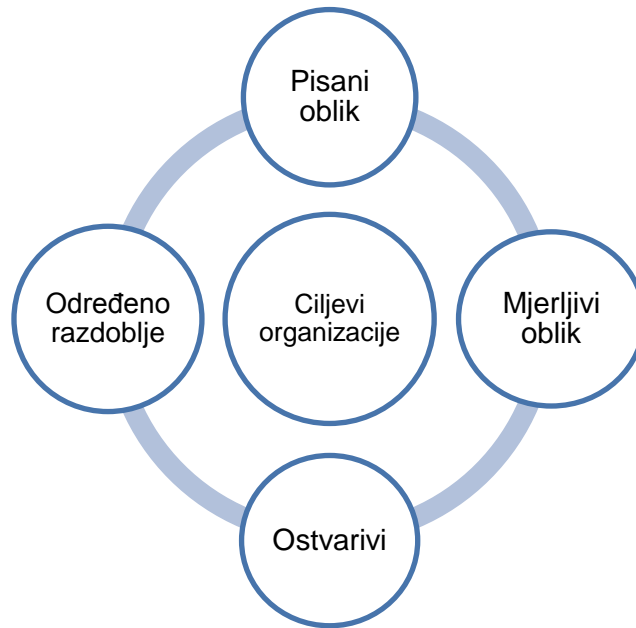 Pisani
oblik
Određeno
razdoblje
Ciljevi
organizacije
Mjerljivi
oblik
Ostvarivi